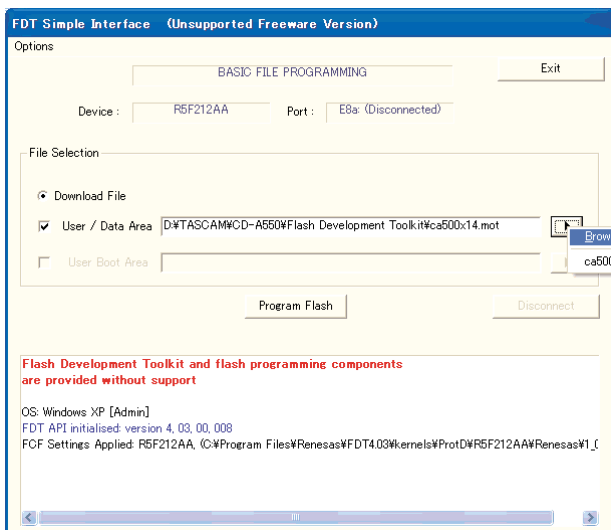 FDT Simple Interface (Unsupported Freeware Version)
Options
BASIC FILE PROGRAMMING
Exit
Device : R5F212AA Port : E8a: (Disconnected)
File Selection
Download File
User / Data Area D:¥TASCAM¥CD-A550¥Flash Development Toolkit¥ca500x14.mot
Brow
User Boot Area
ca500
Program Flash Disconnect
Flash Development Toolkit and flash programming components
are provided without support
OS: Windows XP [Admin]
FDT API initialised: version 4, 03, 00, 008
FCF Settings Applied: R5F212AA, (C:¥Program Files¥Renesas¥FDT4.03¥kernels¥ProtD¥R5F212AA¥Renesas¥1_0